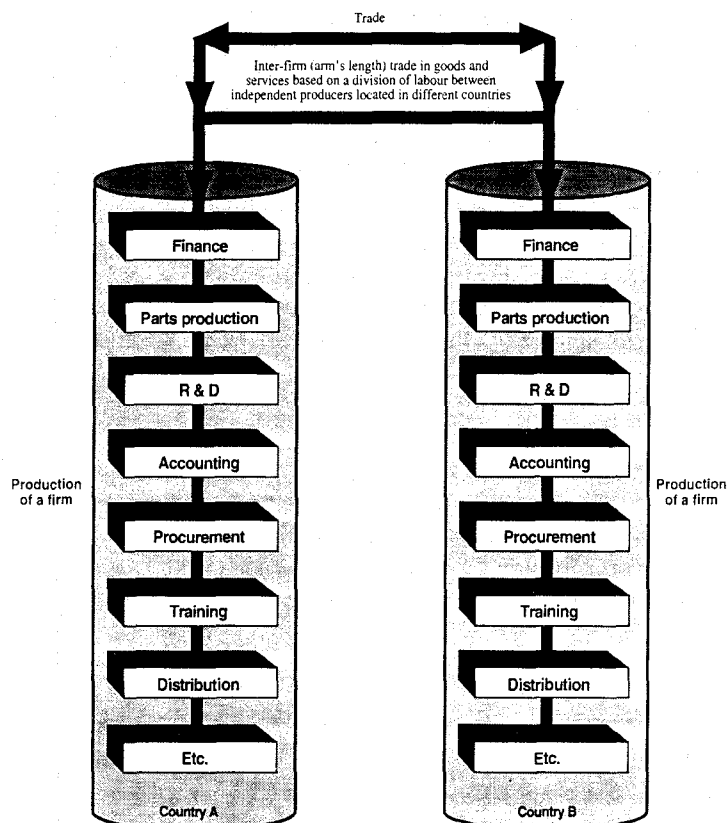 Trade
Inter-firm (arm's length) trade in goods and
services based on a division of labour between
independent producers located in different countries
Finance
Parts production
R & D
Accounting
Procurement
Training
Distribution
Etc.
Production
of a firm
Country A
Finance
Parts production
R & D
Accounting
Procurement
Training
Distribution
Etc.
Production
of a firm
Country B